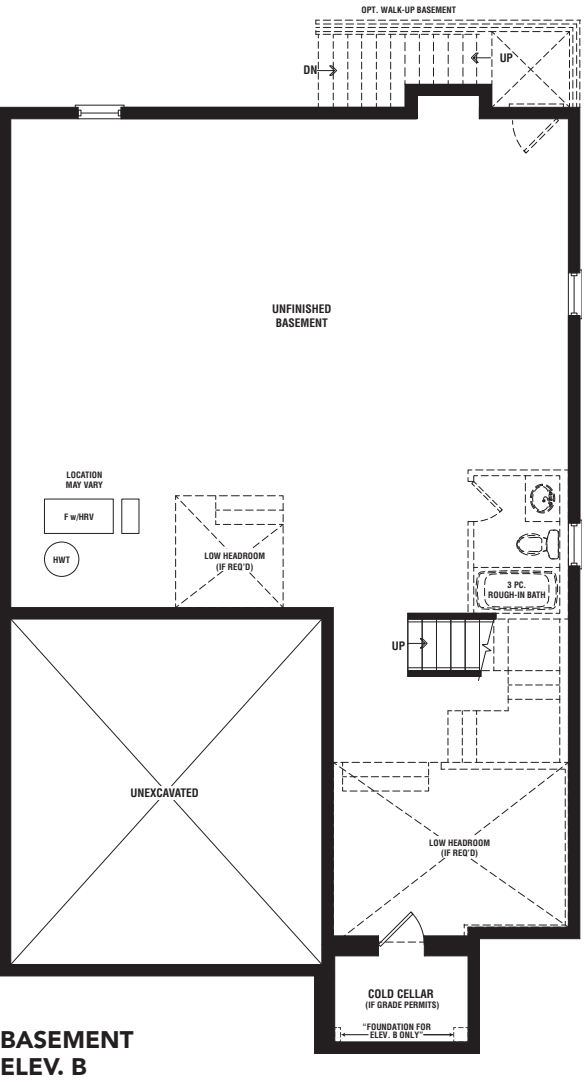 OPT. WALK-UP BASEMENT
UP
DN
UNFINISHED
BASEMENT
LOCATION
MAY VARY
F w/HRV
HWT
LOW HEADROOM
(IF REQ'D)
3 PC.
ROUGH-IN BATH
UP
UNEXCAVATED
LOW HEADROOM
(IF REQ'D)
COLD CELLAR
(IF GRADE PERMITS)
"FOUNDATION FOR
ELEV. B ONLY"
BASEMENT
ELEV. B